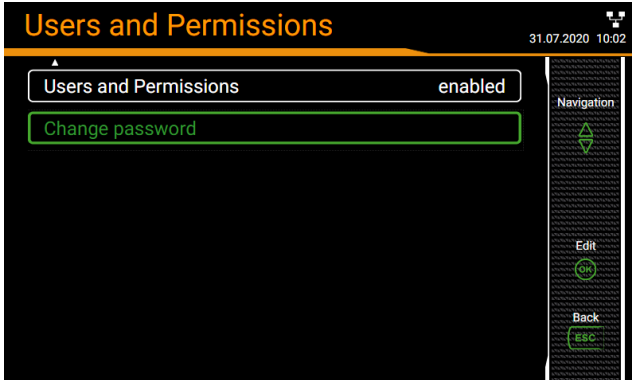 Users and Permissions
31.07.2020 10:02
Users and Permissions enabled
Change password
Navigation
Edit
OK
Back
ESC